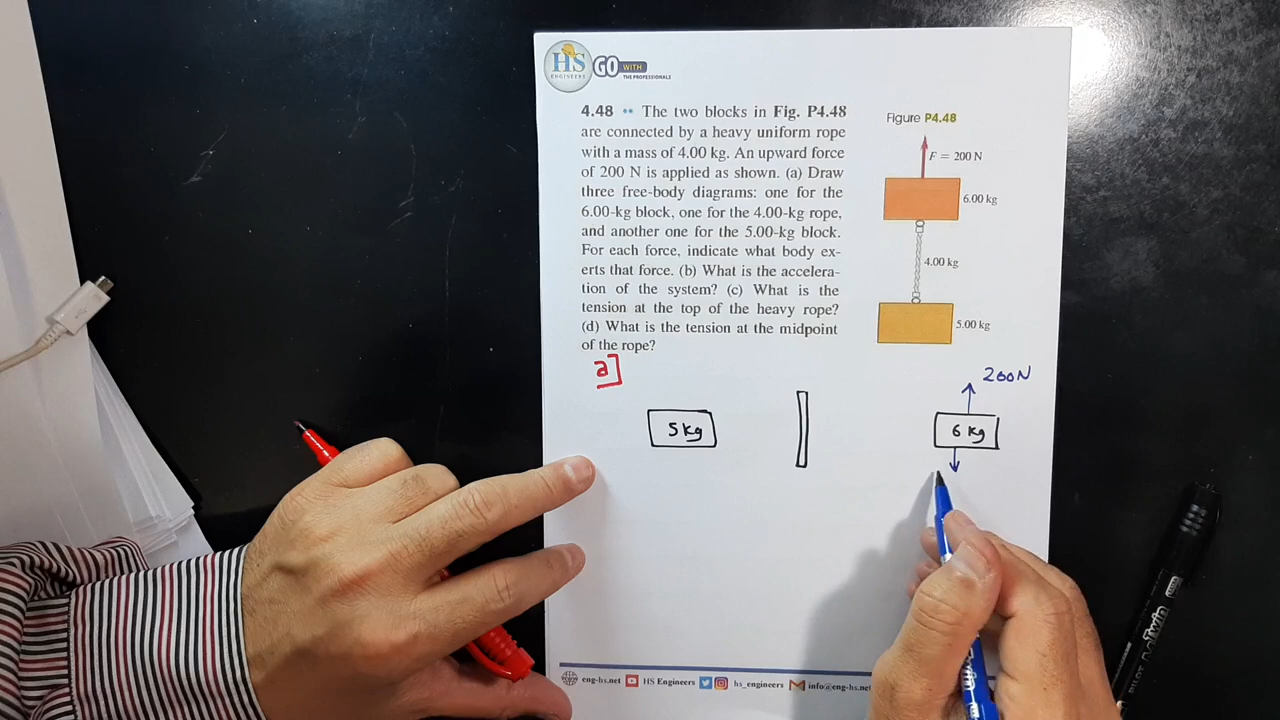 HS
ENGINEERS
GO WITH
THE PROFESSIONALS
4.48 •• The two blocks in Fig. P4.48
are connected by a heavy uniform rope
with a mass of 4.00 kg. An upward force
of 200 N is applied as shown. (a) Draw
three free-body diagrams: one for the
6.00-kg block, one for the 4.00-kg rope,
and another one for the 5.00-kg block.
For each force, indicate what body ex-
erts that force. (b) What is the accelera-
tion of the system? (c) What is the
tension at the top of the heavy rope?
(d) What is the tension at the midpoint
of the rope?
Figure P4.48
F = 200 N
6.00 kg
4.00 kg
5.00 kg
a]
5 kg
200N
6 kg
eng-hs.net HS Engineers hs_engineers info@eng-hs.net
PILOT